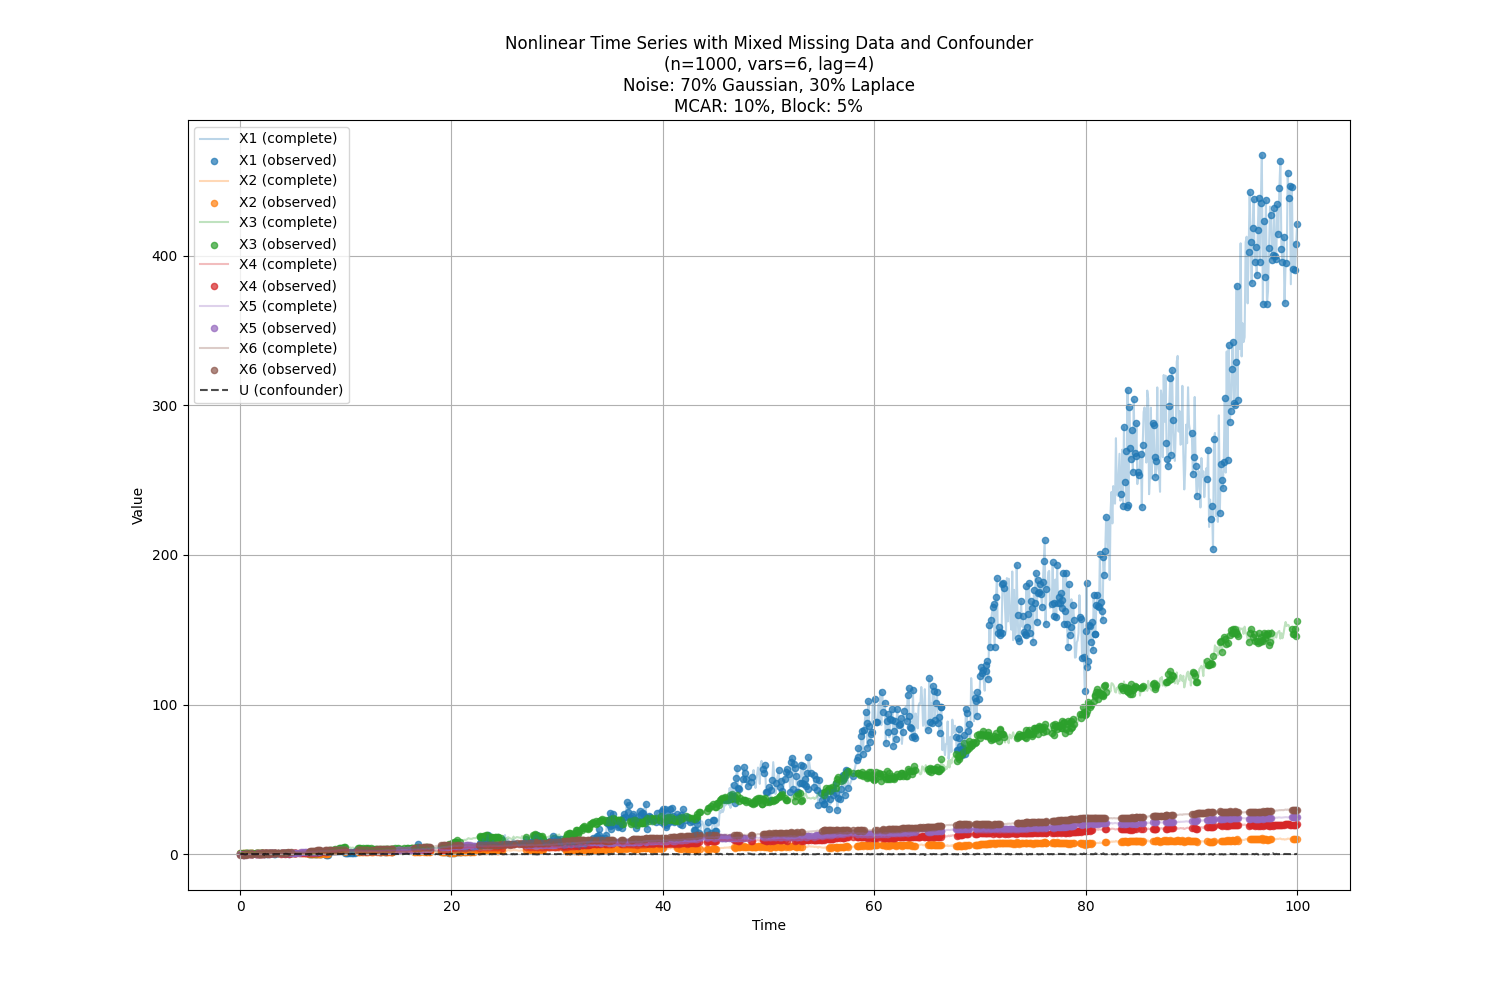 Nonlinear Time Series with Mixed Missing Data and Confounder
(n=1000, vars=6, lag=4)
Noise: 70% Gaussian, 30% Laplace
MCAR: 10%, Block: 5%
X1 (complete)
X1 (observed)
X2 (complete)
X2 (observed)
X3 (complete)
X3 (observed)
X4 (complete)
X4 (observed)
X5 (complete)
X5 (observed)
X6 (complete)
X6 (observed)
U (confounder)
Value
400
300
200
100
0
0 20 40 60 80 100
Time